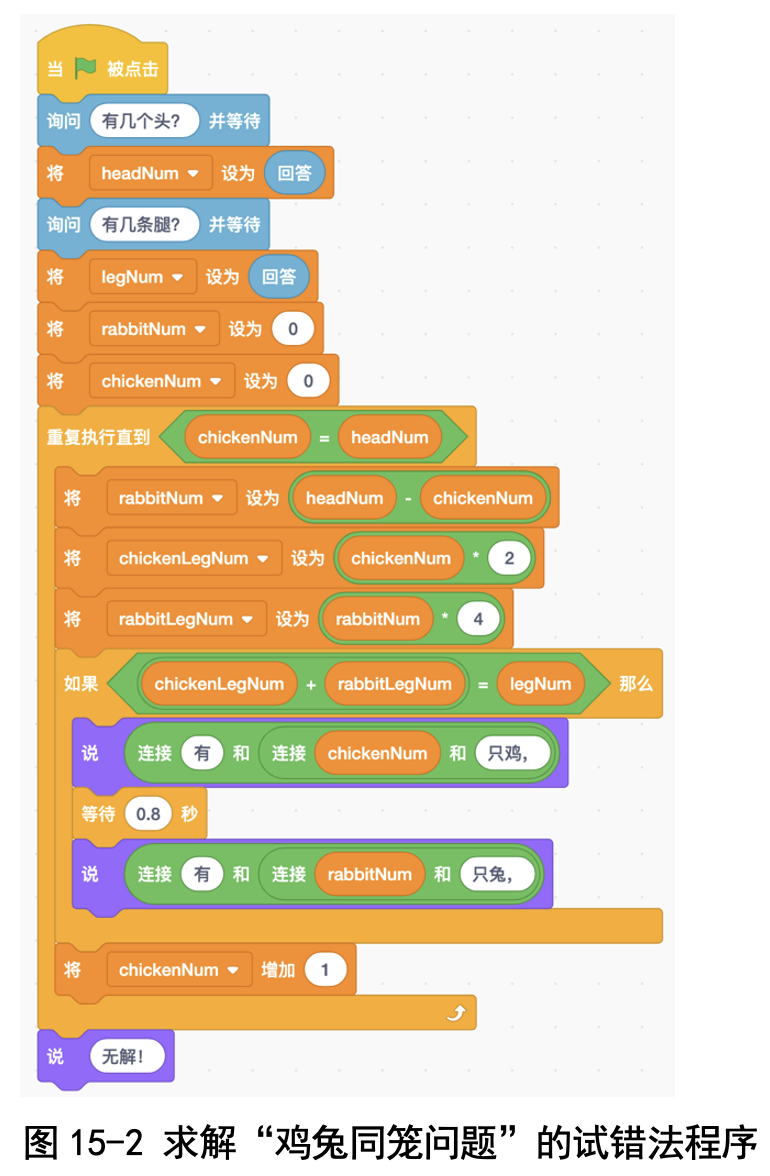 当 被点击
询问 有几个头? 并等待
将 headNum 设为 回答
询问 有几条腿? 并等待
将 legNum 设为 回答
将 rabbitNum 设为 0
将 chickenNum 设为 0
重复执行直到 chickenNum = headNum
将 rabbitNum 设为 headNum - chickenNum
将 chickenLegNum 设为 chickenNum * 2
将 rabbitLegNum 设为 rabbitNum * 4
如果 chickenLegNum + rabbitLegNum = legNum 那么
说 连接 有 和 连接 chickenNum 和 只鸡，
等待 0.8 秒
说 连接 有 和 连接 rabbitNum 和 只兔，
将 chickenNum 增加 1
说 无解！
图 15-2 求解“鸡兔同笼问题”的试错法程序